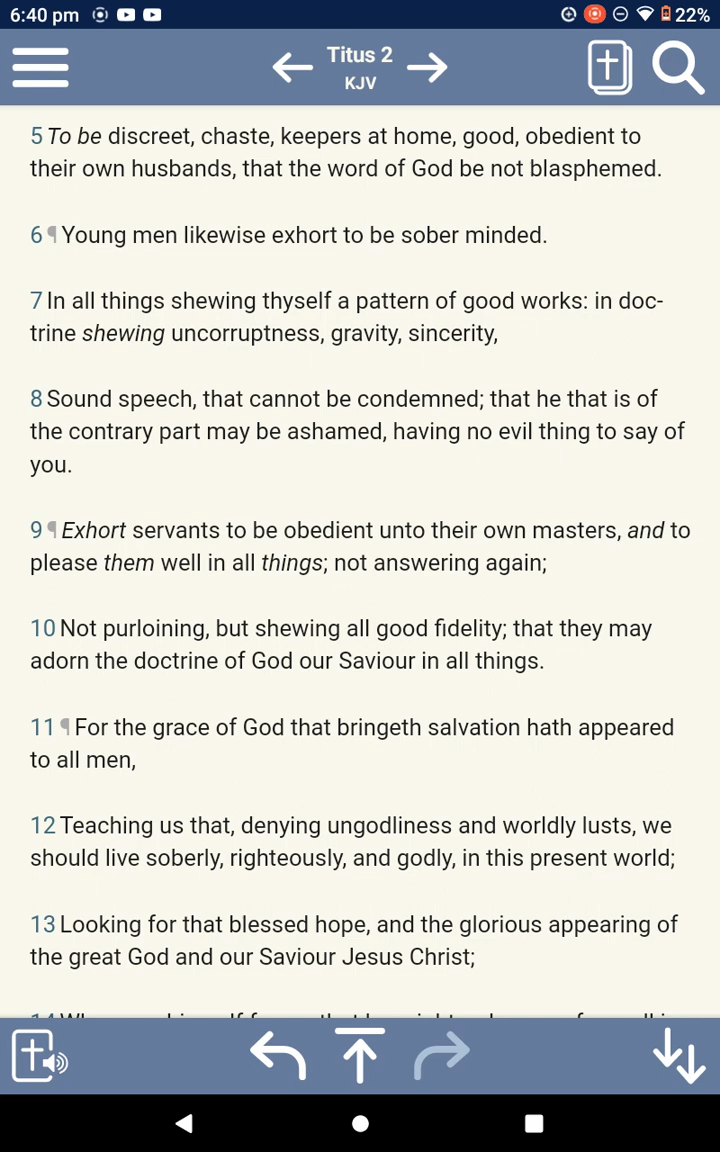 6:40 pm
22%
Titus 2
KJV
5 To be discreet, chaste, keepers at home, good, obedient to
their own husbands, that the word of God be not blasphemed.
6 ¶ Young men likewise exhort to be sober minded.
7 In all things shewing thyself a pattern of good works: in doc-
trine shewing uncorruptness, gravity, sincerity,
8 Sound speech, that cannot be condemned; that he that is of
the contrary part may be ashamed, having no evil thing to say of
you.
9 ¶ Exhort servants to be obedient unto their own masters, and to
please them well in all things; not answering again;
10 Not purloining, but shewing all good fidelity; that they may
adorn the doctrine of God our Saviour in all things.
11 ¶ For the grace of God that bringeth salvation hath appeared
to all men,
12 Teaching us that, denying ungodliness and worldly lusts, we
should live soberly, righteously, and godly, in this present world;
13 Looking for that blessed hope, and the glorious appearing of
the great God and our Saviour Jesus Christ;